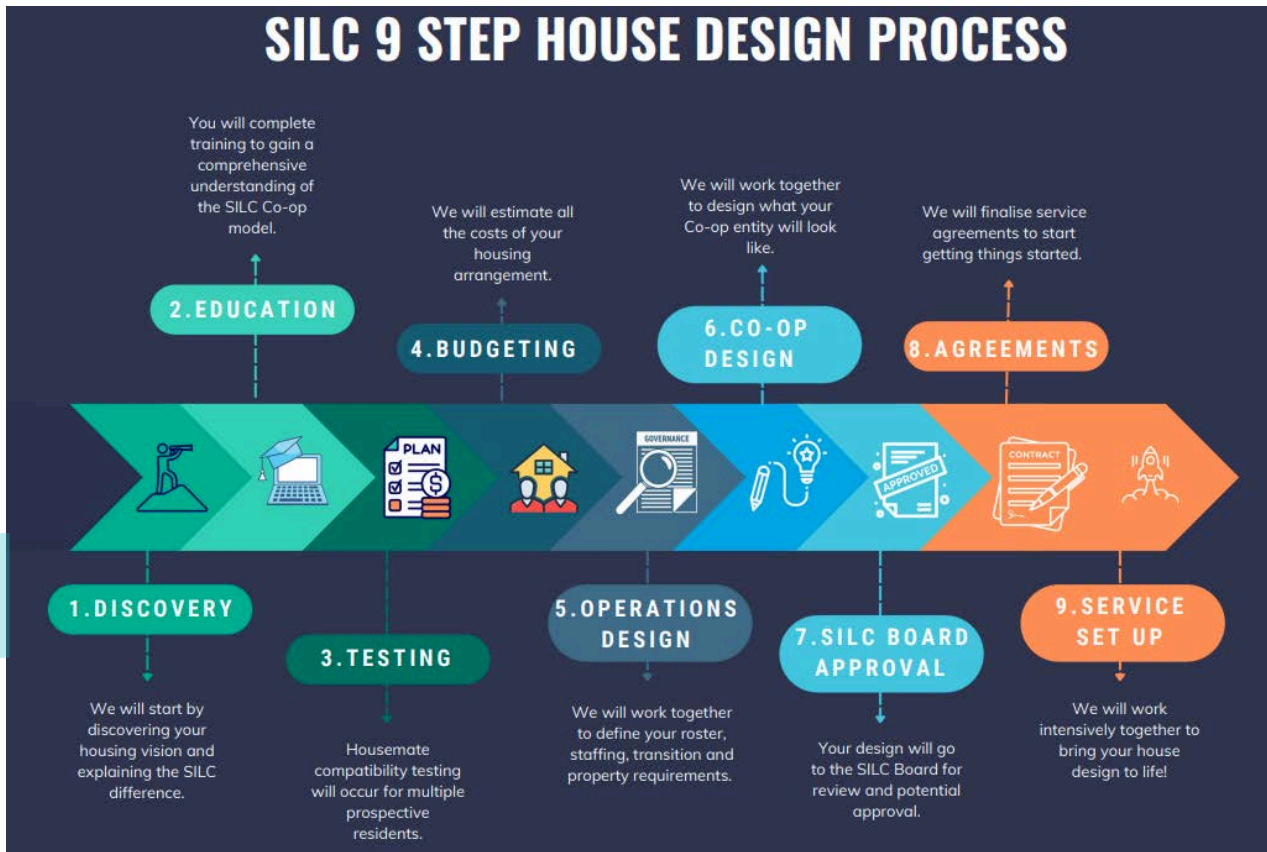 SILC 9 STEP HOUSE DESIGN PROCESS
You will complete
training to gain a
comprehensive
understanding of
the SILC Co-op
model.
2.EDUCATION
We will estimate all
the costs of your
housing
arrangement.
4.BUDGETING
We will work together
to design what your
Co-op entity will look
like.
6.CO-OP
DESIGN
We will finalise service
agreements to start
getting things started.
8.AGREEMENTS
PLAN
$
GOVERNANCE
APPROVED
CONTRACT
1.DISCOVERY
We will start by
discovering your
housing vision and
explaining the SILC
difference.
3.TESTING
Housemate
compatibility testing
will occur for multiple
prospective
residents.
5.OPERATIONS
DESIGN
We will work together
to define your roster,
staffing, transition and
property requirements.
7.SILC BOARD
APPROVAL
Your design will go
to the SILC Board for
review and potential
approval.
9.SERVICE
SET UP
We will work
intensively together to
bring your house
design to life!